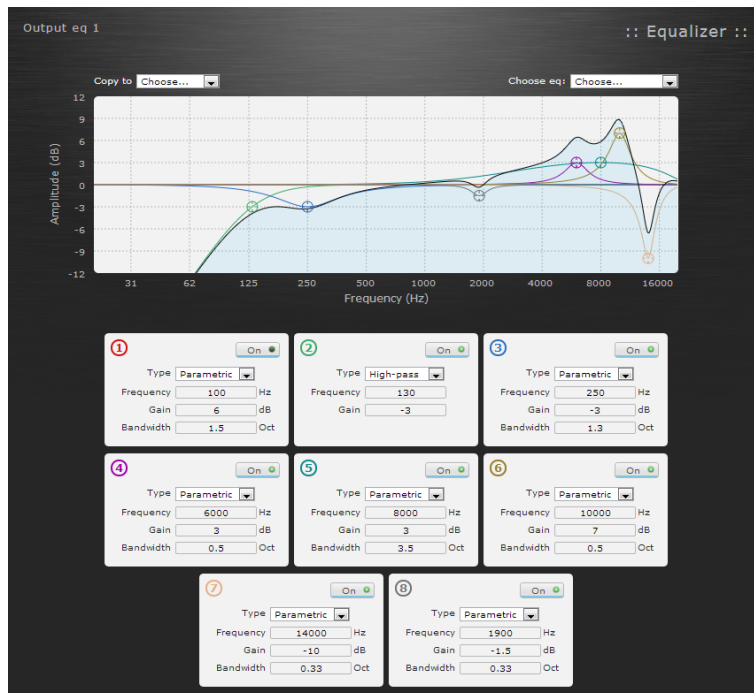 Output eq 1
:: Equalizer ::
Copy to Choose...
Choose eq: Choose...
12
9
6
3
0
-3
-6
-9
-12
Amplitude (dB)
31 62 125 250 500 1000 2000 4000 8000 16000
Frequency (Hz)
1 On
Type Parametric
Frequency 100 Hz
Gain 6 dB
Bandwidth 1.5 Oct
2 On
Type High-pass
Frequency 130
Gain -3
3 On
Type Parametric
Frequency 250 Hz
Gain -3 dB
Bandwidth 1.3 Oct
4 On
Type Parametric
Frequency 6000 Hz
Gain 3 dB
Bandwidth 0.5 Oct
5 On
Type Parametric
Frequency 8000 Hz
Gain 3 dB
Bandwidth 3.5 Oct
6 On
Type Parametric
Frequency 10000 Hz
Gain 7 dB
Bandwidth 0.5 Oct
7 On
Type Parametric
Frequency 14000 Hz
Gain -10 dB
Bandwidth 0.33 Oct
8 On
Type Parametric
Frequency 1900 Hz
Gain -1.5 dB
Bandwidth 0.33 Oct